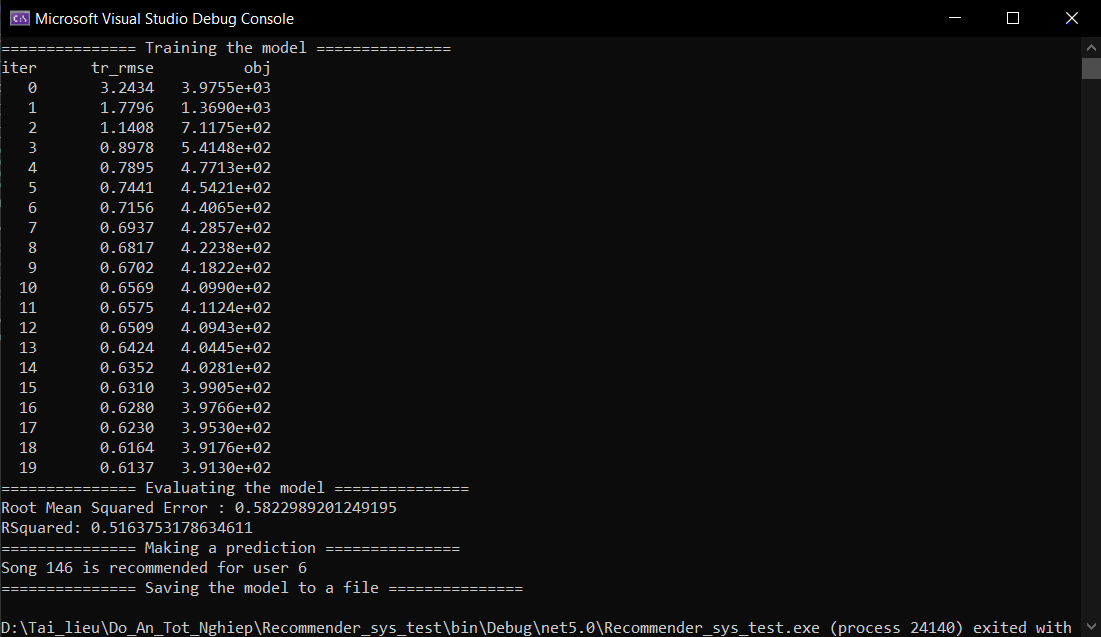 Microsoft Visual Studio Debug Console
=============== Training the model ===============
iter      tr_rmse          obj
   0       3.2434   3.9755e+03
   1       1.7796   1.3690e+03
   2       1.1408   7.1175e+02
   3       0.8978   5.4148e+02
   4       0.7895   4.7713e+02
   5       0.7441   4.5421e+02
   6       0.7156   4.4065e+02
   7       0.6937   4.2857e+02
   8       0.6817   4.2238e+02
   9       0.6702   4.1822e+02
  10       0.6569   4.0990e+02
  11       0.6575   4.1124e+02
  12       0.6509   4.0943e+02
  13       0.6424   4.0445e+02
  14       0.6352   4.0281e+02
  15       0.6310   3.9905e+02
  16       0.6280   3.9766e+02
  17       0.6230   3.9530e+02
  18       0.6164   3.9176e+02
  19       0.6137   3.9130e+02
=============== Evaluating the model ===============
Root Mean Squared Error : 0.5822989201249195
RSquared: 0.5163753178634611
=============== Making a prediction ===============
Song 146 is recommended for user 6
=============== Saving the model to a file ===============
D:\Tai_lieu\Do_An_Tot_Nghiep\Recommender_sys_test\bin\Debug\net5.0\Recommender_sys_test.exe (process 24140) exited with